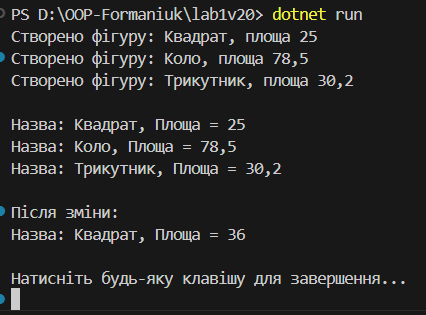 PS D:\OOP-Formaniuk\lab1v20> dotnet run
Створено фігуру: Квадрат, площа 25
Створено фігуру: Коло, площа 78,5
Створено фігуру: Трикутник, площа 30,2
Назва: Квадрат, Площа = 25
Назва: Коло, Площа = 78,5
Назва: Трикутник, Площа = 30,2
Після зміни:
Назва: Квадрат, Площа = 36
Натисніть будь-яку клавішу для завершення...